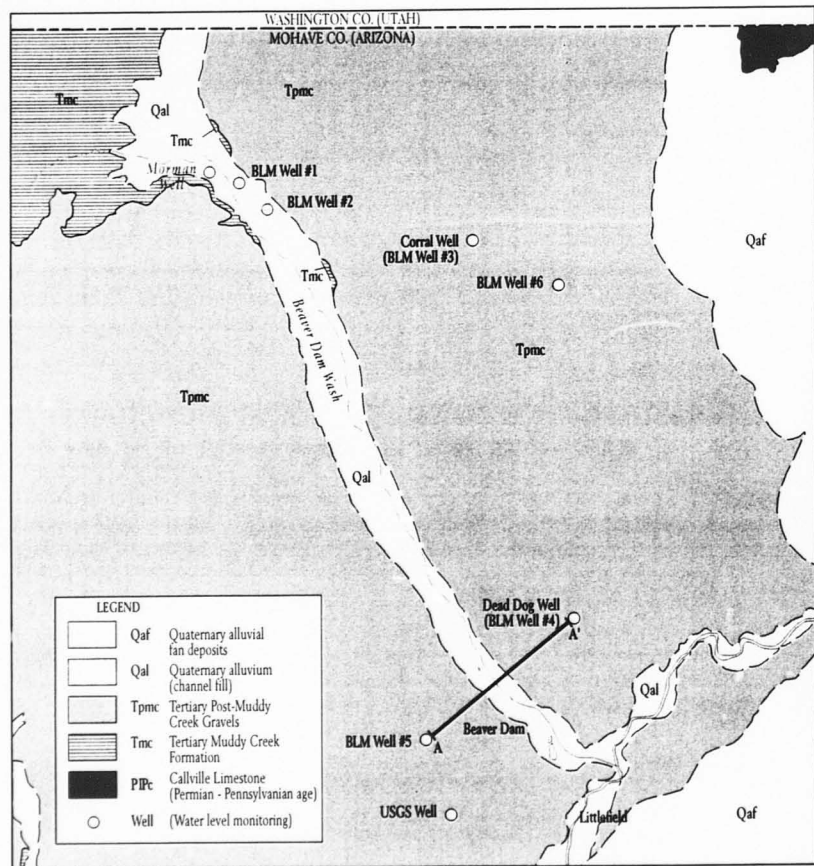 WASHINGTON CO. (UTAH)
MOHAVE CO. (ARIZONA)
Tmc
Qal
Tpmc
Tmc
Morman
Well
BLM Well #1
BLM Well #2
Corral Well
(BLM Well #3)
Qaf
BLM Well #6
Tmc
Beaver Dam Wash
Tpmc
Tpmc
Qal
Dead Dog Well
(BLM Well #4)
A'
Qal
Beaver Dam
BLM Well #5
A
USGS Well
Littlefield
Qaf
LEGEND
Qaf Quaternary alluvial
fan deposits
Qal Quaternary alluvium
(channel fill)
Tpmc Tertiary Post-Muddy
Creek Gravels
Tmc Tertiary Muddy Creek
Formation
PIPc Callville Limestone
(Permian - Pennsylvanian age)
Well (Water level monitoring)